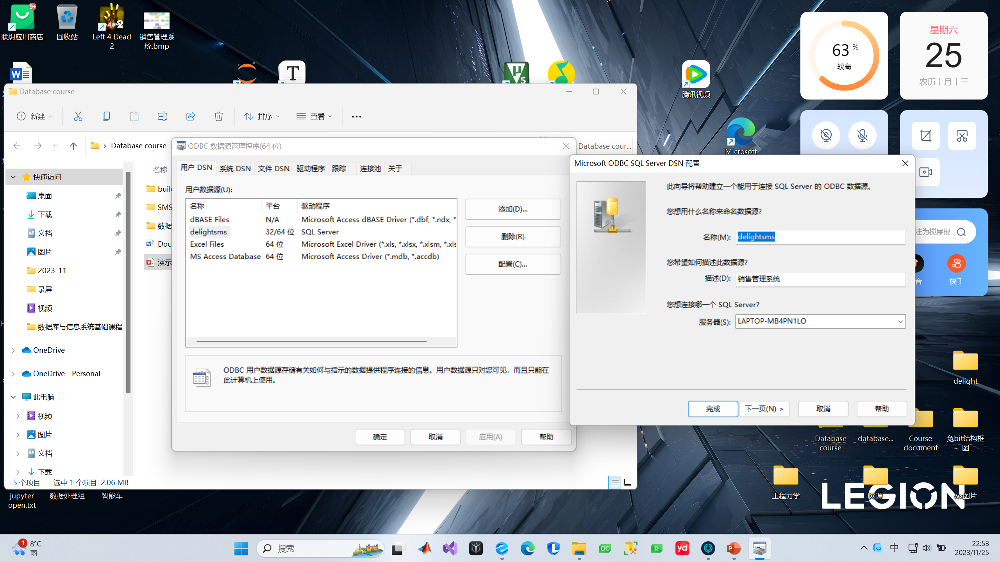 9+
联想应用商店
回收站
Left 4 Dead
2
销售管理系
统.bmp
腾讯视频
Microsoft
63 %
较高
星期六
25
农历十月十三
Database course
新建
排序
查看
Database course
Database cour...
快速访问
桌面
下载
文档
图片
2023-11
录屏
视频
数据库与信息系统基础课程
OneDrive
OneDrive - Personal
此电脑
视频
图片
文档
下载
名称
SMS
数据
Doc
演示
5 个项目
选中 1 个项目 2.06 MB
ODBC 数据源管理程序(64 位)
用户 DSN
系统 DSN
文件 DSN
驱动程序
跟踪
连接池
关于
用户数据源(U):
名称 平台 驱动程序
dBASE Files N/A Microsoft Access dBASE Driver (*.dbf, *.ndx, *
delightsms 32/64 位 SQL Server
Excel Files 64 位 Microsoft Excel Driver (*.xls, *.xlsx, *.xlsm, *.xls
MS Access Database 64 位 Microsoft Access Driver (*.mdb, *.accdb)
添加(D)...
删除(R)
配置(C)...
ODBC 用户数据源存储有关如何与指示的数据提供程序连接的信息。用户数据源只对您可见，而且只能在
此计算机上使用。
确定
取消
应用(A)
帮助
Microsoft ODBC SQL Server DSN 配置
此向导将帮助建立一个能用于连接 SQL Server 的 ODBC 数据源。
您想用什么名称来命名数据源?
名称(M): delightsms
您希望如何描述此数据源?
描述(D): 销售管理系统
您想连接哪一个 SQL Server?
服务器(S): LAPTOP-MB4PN1LO
完成
下一页(N) >
取消
帮助
注为搅屎棍
音
快手
delight
Database
course
database...
Course
document
兔bit结构框
图
工程力学
网课
wx图片
LEGION
jupyter
open.txt
数据处理组
智能车
1
8°C
雨
搜索
QC
A
yd
中
22:53
2023/11/25